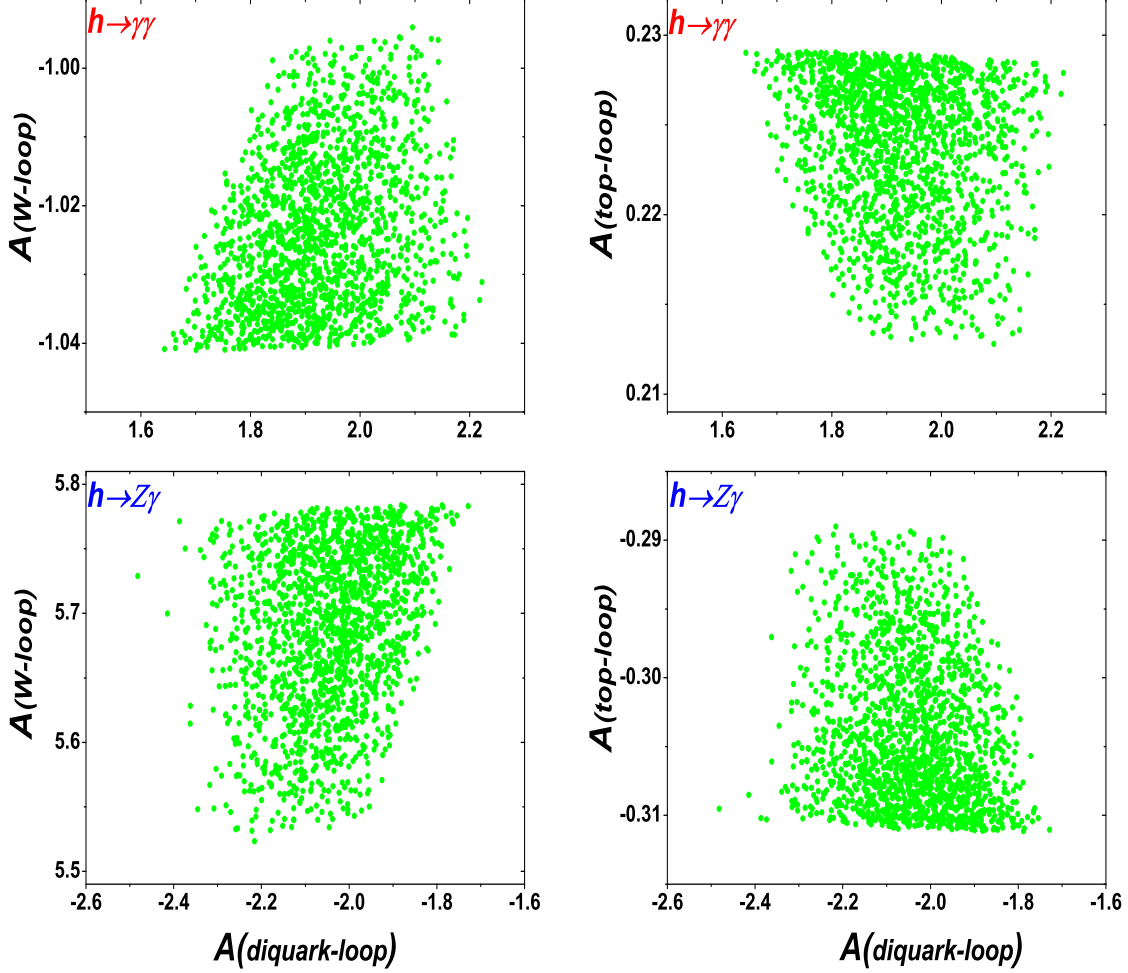 h→γγ
-1.00
-1.02
-1.04
A(W-loop)
1.6 1.8 2.0 2.2
h→γγ
0.23
0.22
0.21
A(top-loop)
1.6 1.8 2.0 2.2
h→Zγ
5.8
5.7
5.6
5.5
A(W-loop)
-2.6 -2.4 -2.2 -2.0 -1.8 -1.6
A(diquark-loop)
h→Zγ
-0.29
-0.30
-0.31
A(top-loop)
-2.6 -2.4 -2.2 -2.0 -1.8 -1.6
A(diquark-loop)